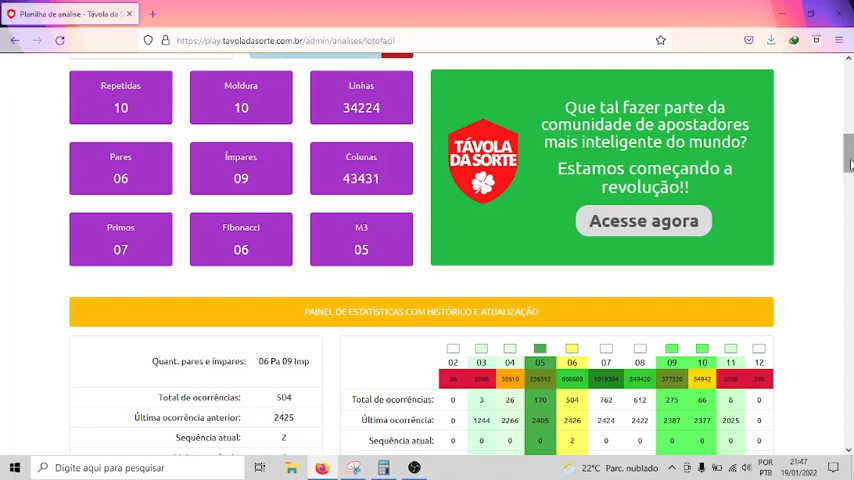 Planilha de análise - Távola da S
https://play.tavoladasorte.com.br/admin/analises/lotofacil
Repetidas
10
Moldura
10
Linhas
34224
Pares
06
Ímpares
09
Colunas
43431
Primos
07
Fibonacci
06
M3
05
TÁVOLA
DA SORTE
Que tal fazer parte da
comunidade de apostadores
mais inteligente do mundo?
Estamos começando a
revolução!!
Acesse agora
PAINEL DE ESTATÍSTICAS COM HISTÓRICO E ATUALIZAÇÃO
Quant. pares e ímpares: 06 Pa 09 Imp
Total de ocorrências: 504
Última ocorrência anterior: 2425
Sequência atual: 2
02 03 04 05 06 07 08 09 10 11 12
660660 1019304 849420 377520
Total de ocorrências: 0 3 26 170 504 762 612 275 66 8 0
Última ocorrência: 0 1244 2266 2405 2426 2424 2422 2387 2377 2025 0
Sequência atual: 0 0 0 0 2 0 0 0 0 0 0
Digite aqui para pesquisar
22°C Parc. nublado
POR
PTB
21:47
19/01/2022